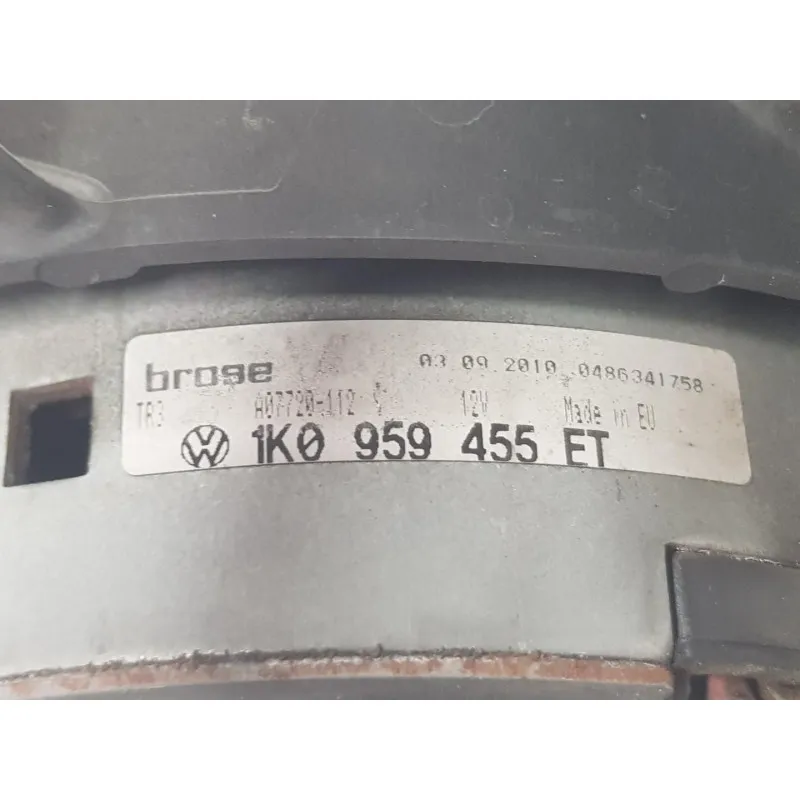 brose 03 09 2010 0486341758
TR3 A07720-112 12V Made in EU
1K0 959 455 ET